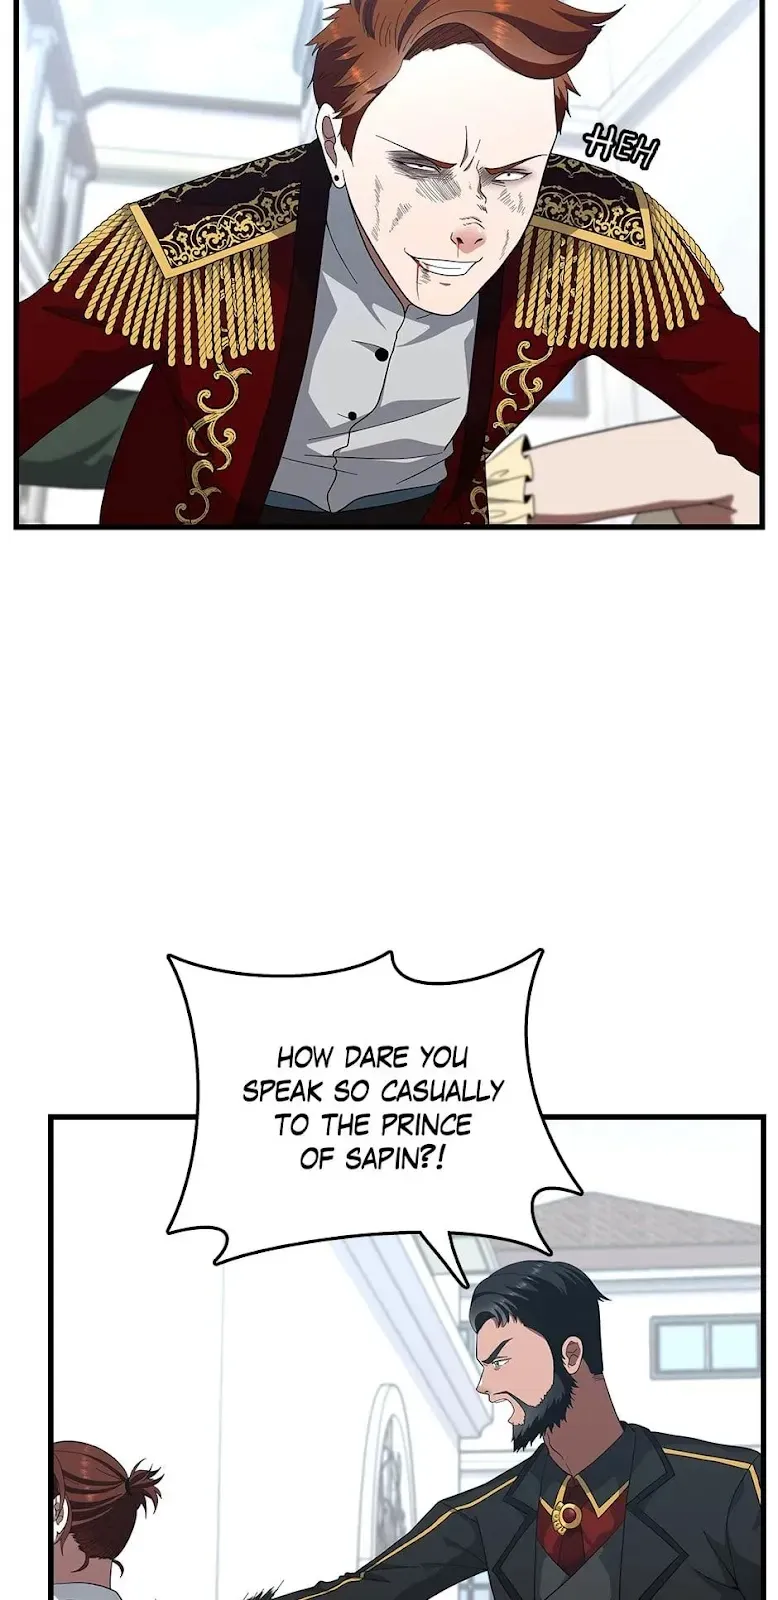 HEH
HOW DARE YOU
SPEAK SO CASUALLY
TO THE PRINCE
OF SAPIN?!